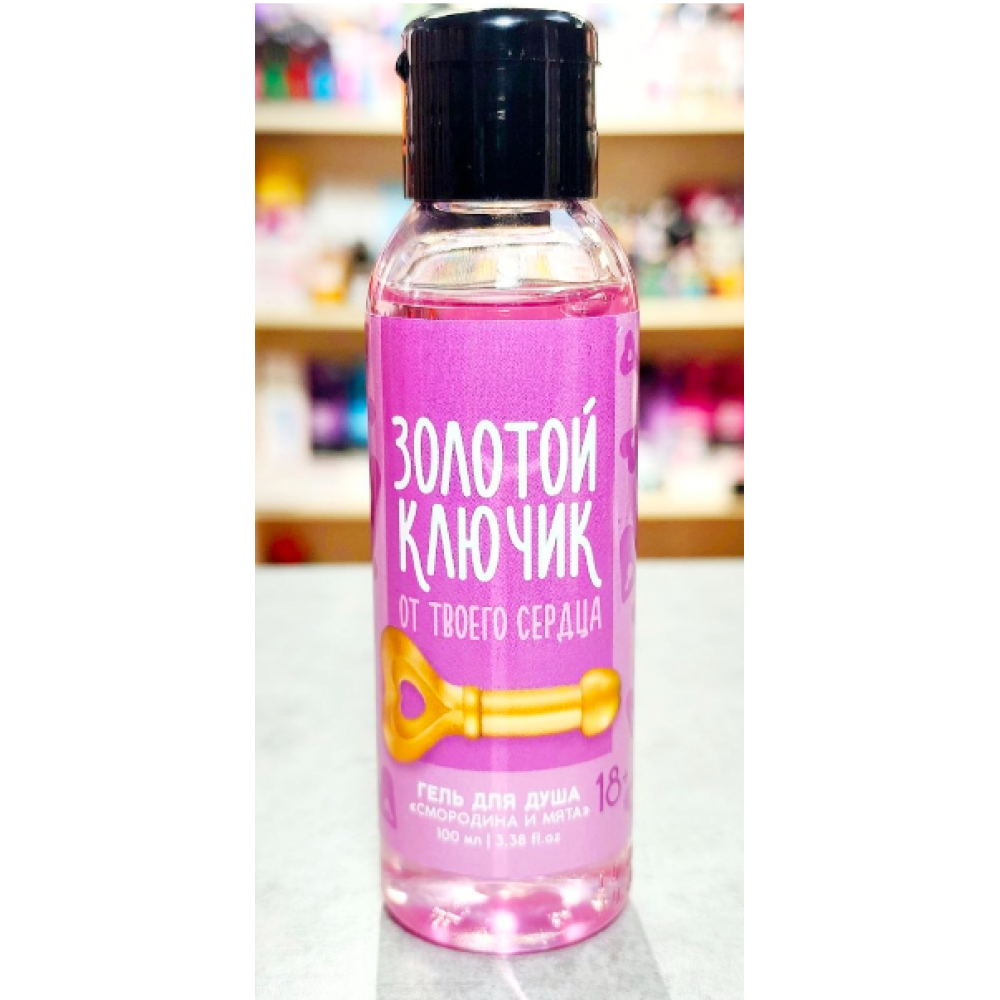 ЗОЛОТОЙ
КЛЮЧИК
ОТ ТВОЕГО СЕРДЦА
ГЕЛЬ ДЛЯ ДУША
«СМОРОДИНА И МЯТА»
100 мл | 3.38 fl.oz
18+